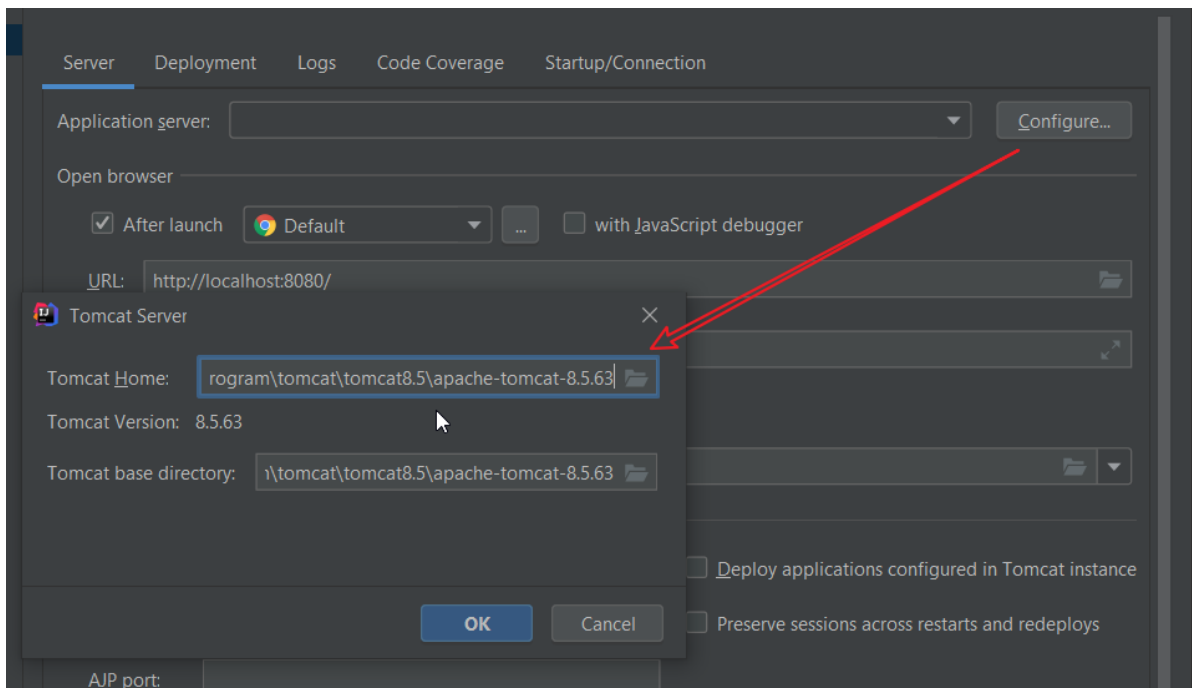 Server Deployment Logs Code Coverage Startup/Connection
Application server: Configure...
Open browser
After launch Default ... with JavaScript debugger
URL: http://localhost:8080/
Tomcat Server
Tomcat Home: rogram\tomcat\tomcat8.5\apache-tomcat-8.5.63
Tomcat Version: 8.5.63
Tomcat base directory: \tomcat\tomcat8.5\apache-tomcat-8.5.63
Deploy applications configured in Tomcat instance
OK Cancel
Preserve sessions across restarts and redeploys
AJP port: